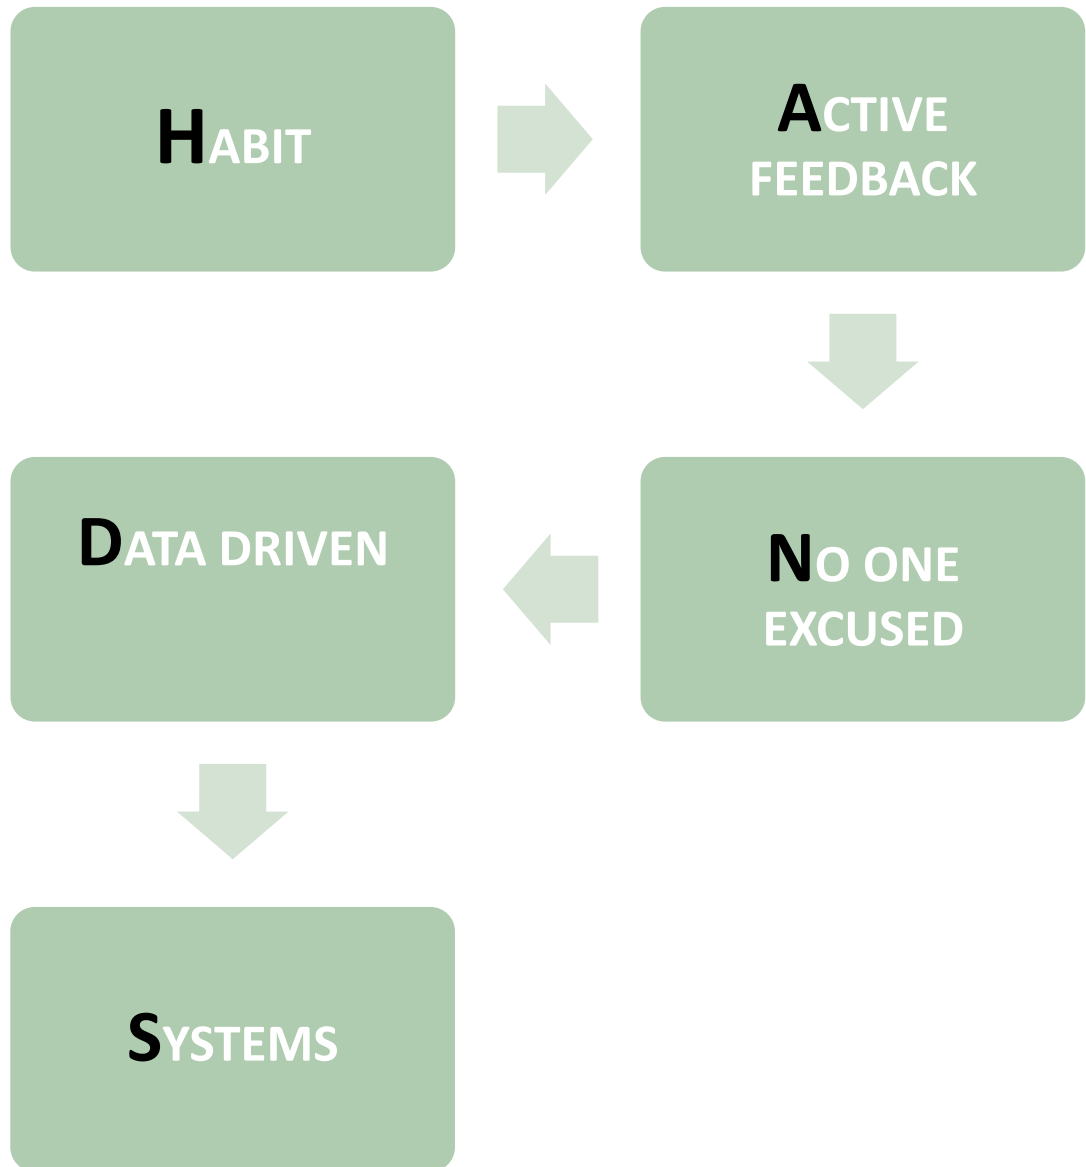 HABIT
ACTIVE
FEEDBACK
NO ONE
EXCUSED
DATA DRIVEN
SYSTEMS